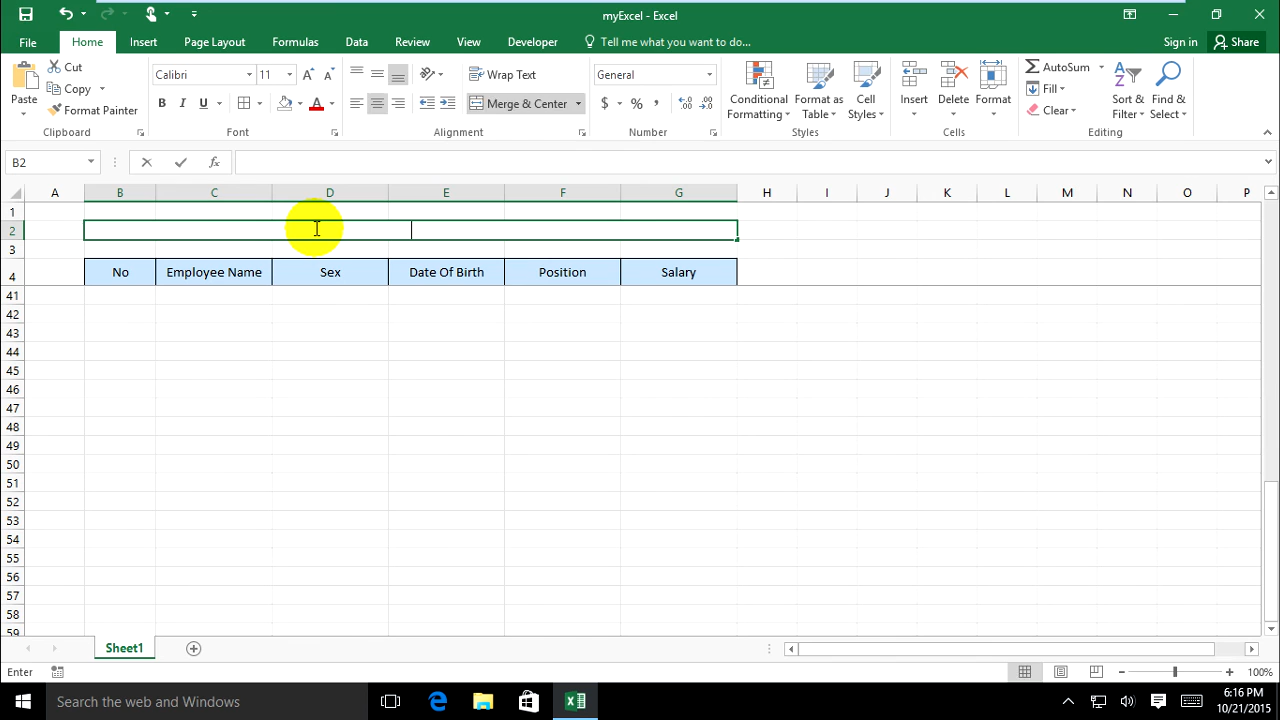 myExcel - Excel
File Home Insert Page Layout Formulas Data Review View Developer Tell me what you want to do... Sign in Share
Paste Cut Copy Format Painter Clipboard
Calibri 11 A A B I U A Font
Wrap Text Merge & Center Alignment
General $ % , Number
Conditional Formatting Format as Table Cell Styles Styles
Insert Delete Format Cells
AutoSum Fill Clear Sort & Filter Find & Select Editing
B2 fx
A B C D E F G H I J K L M N O P
1
2
3
4 No Employee Name Sex Date Of Birth Position Salary
41
42
43
44
45
46
47
48
49
50
51
52
53
54
55
56
57
58
59
Sheet1
Enter 100%
Search the web and Windows 6:16 PM
10/21/2015